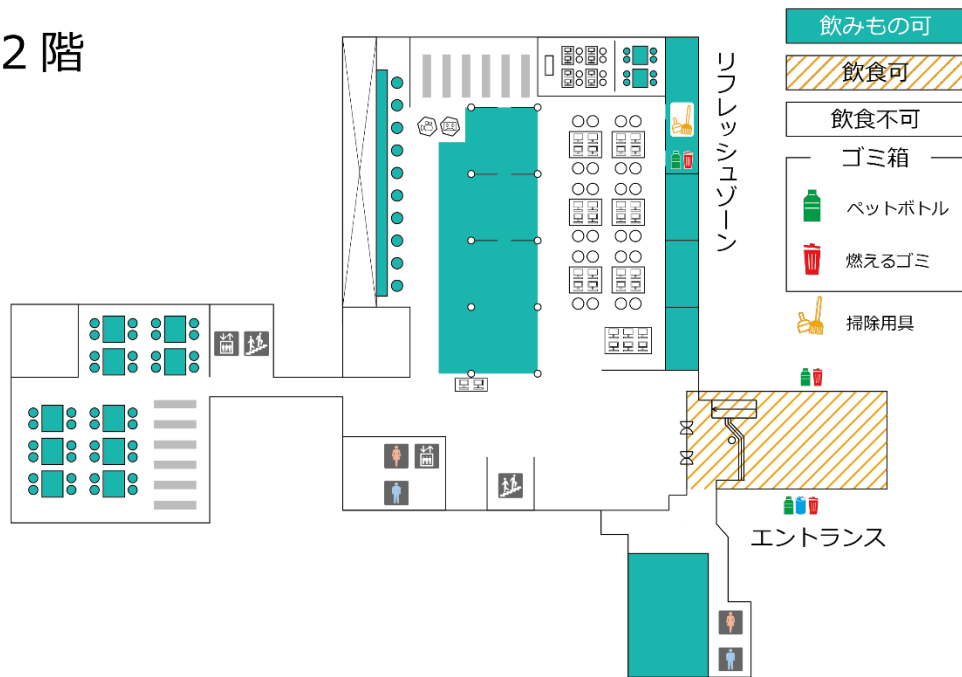 2階
リフレッシュゾーン
飲みもの可
飲食可
飲食不可
ゴミ箱
ペットボトル
燃えるゴミ
掃除用具
エントランス